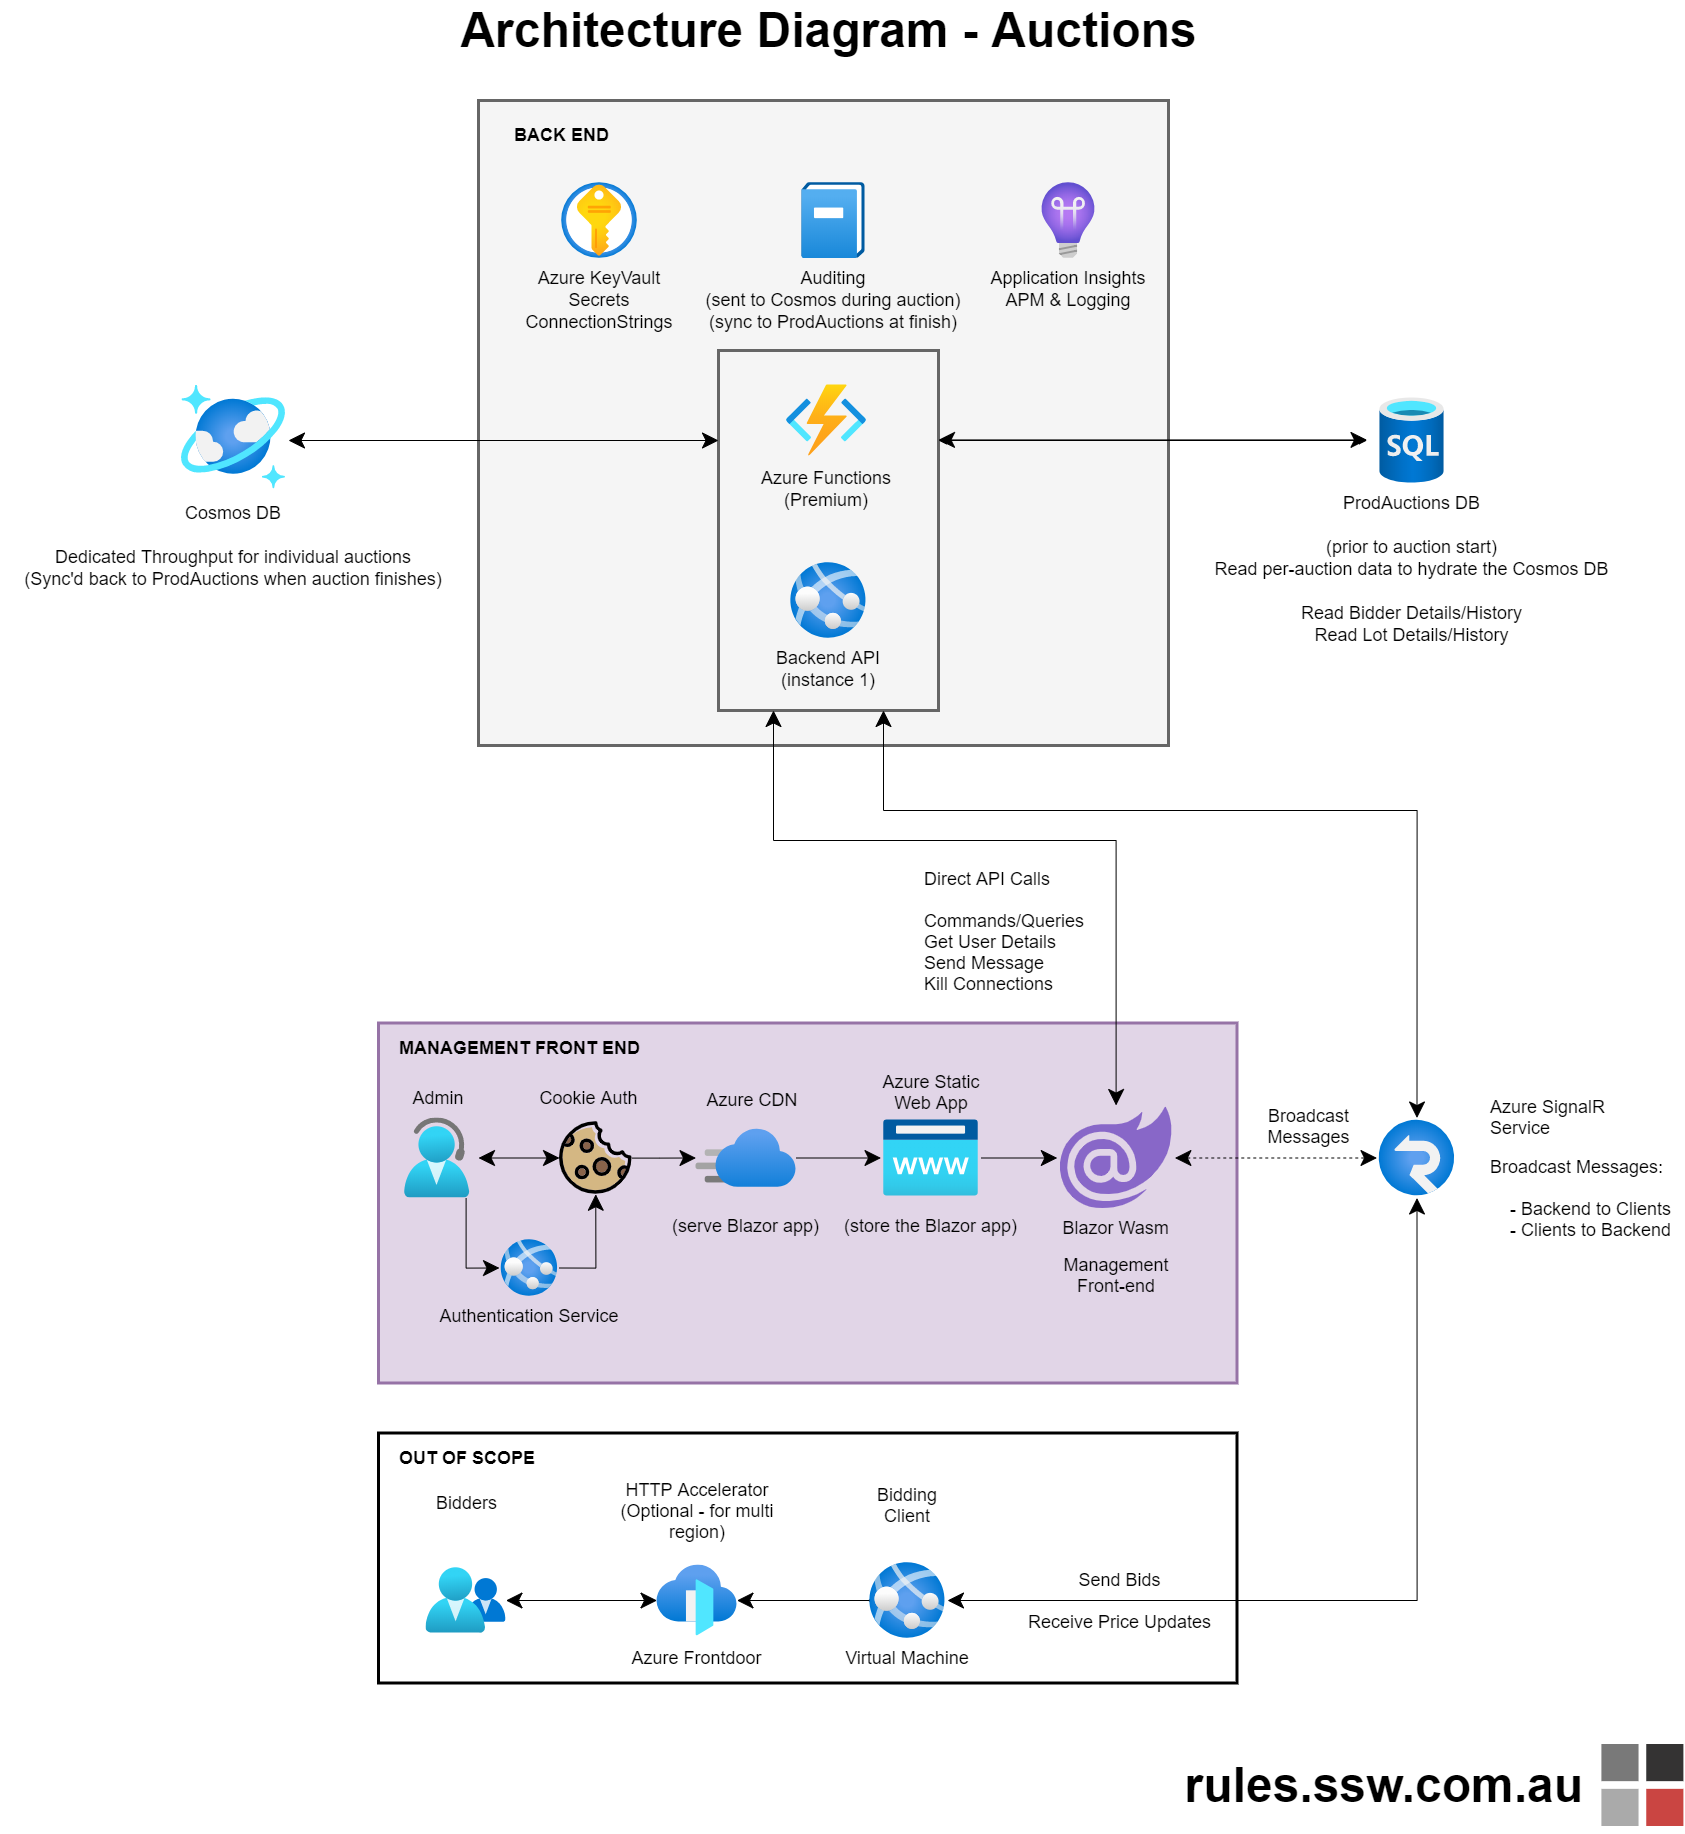 Architecture Diagram - Auctions
BACK END
Azure KeyVault
Secrets
ConnectionStrings
Auditing
(sent to Cosmos during auction)
(sync to ProdAuctions at finish)
Application Insights
APM & Logging
Azure Functions
(Premium)
Backend API
(instance 1)
Cosmos DB
Dedicated Throughput for individual auctions
(Sync'd back to ProdAuctions when auction finishes)
SQL
ProdAuctions DB
(prior to auction start)
Read per-auction data to hydrate the Cosmos DB
Read Bidder Details/History
Read Lot Details/History
Direct API Calls
Commands/Queries
Get User Details
Send Message
Kill Connections
MANAGEMENT FRONT END
Admin
Cookie Auth
Azure CDN
(serve Blazor app)
Azure Static
Web App
www
(store the Blazor app)
@
Blazor Wasm
Management
Front-end
Authentication Service
Broadcast
Messages
Azure SignalR
Service
Broadcast Messages:
- Backend to Clients
- Clients to Backend
OUT OF SCOPE
Bidders
HTTP Accelerator
(Optional - for multi
region)
Azure Frontdoor
Bidding
Client
Virtual Machine
Send Bids
Receive Price Updates
rules.ssw.com.au